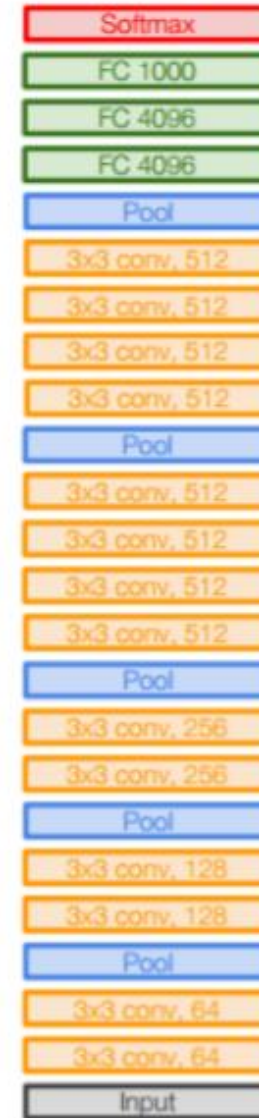 Softmax
FC 1000
FC 4096
FC 4096
Pool
3x3 conv, 512
3x3 conv, 512
3x3 conv, 512
3x3 conv, 512
Pool
3x3 conv, 512
3x3 conv, 512
3x3 conv, 512
3x3 conv, 512
Pool
3x3 conv, 256
3x3 conv, 256
Pool
3x3 conv, 128
3x3 conv, 128
Pool
3x3 conv, 64
3x3 conv, 64
Input